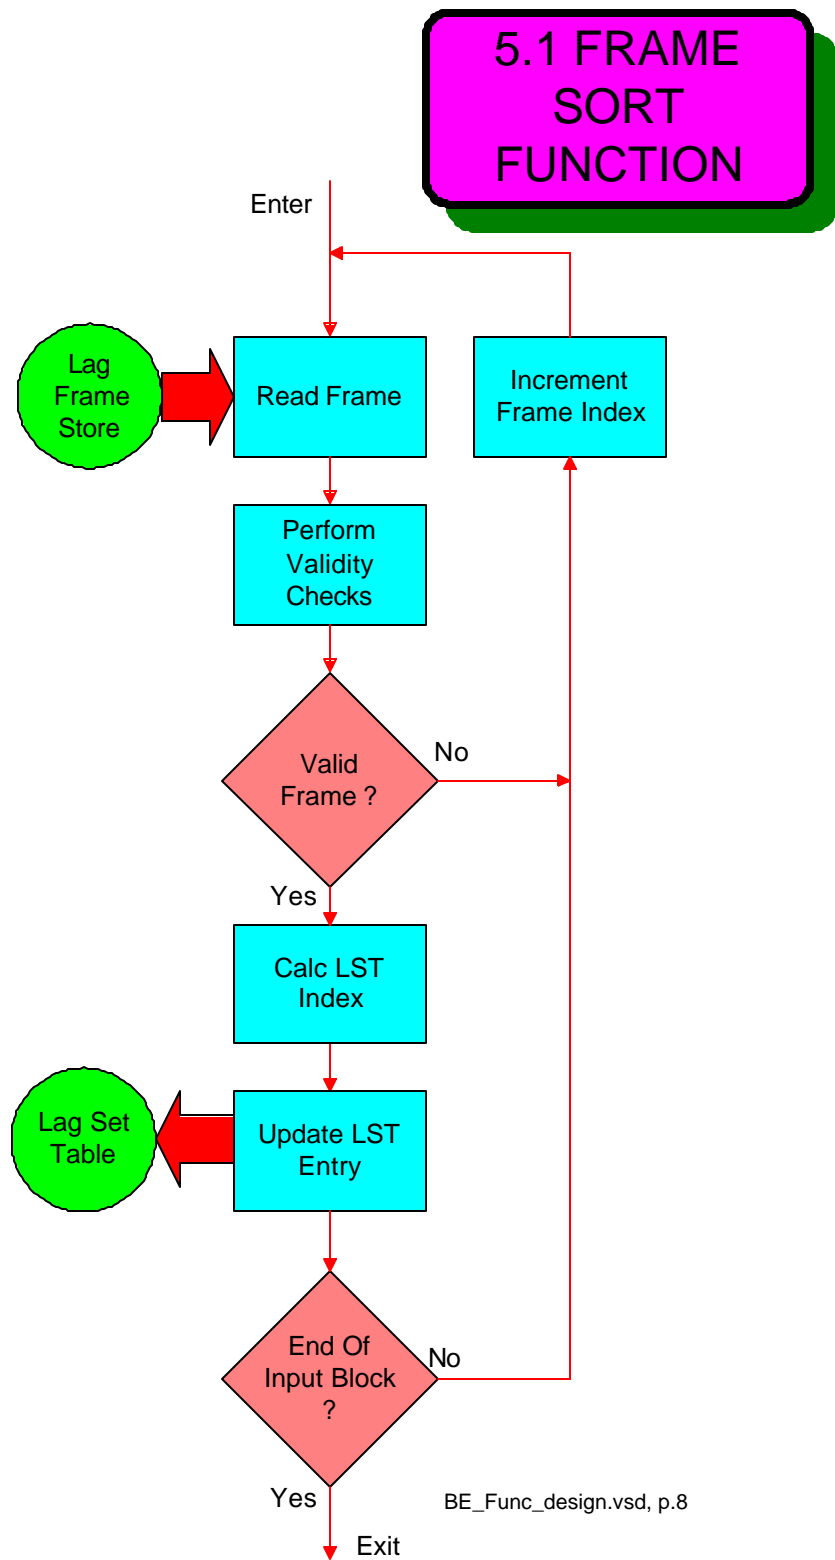 5.1 FRAME
SORT
FUNCTION
Enter
Lag
Frame
Store
Read Frame
Increment
Frame Index
Perform
Validity
Checks
Valid
Frame ?
No
Yes
Calc LST
Index
Lag Set
Table
Update LST
Entry
End Of
Input Block
?
No
Yes
BE_Func_design.vsd, p.8
Exit